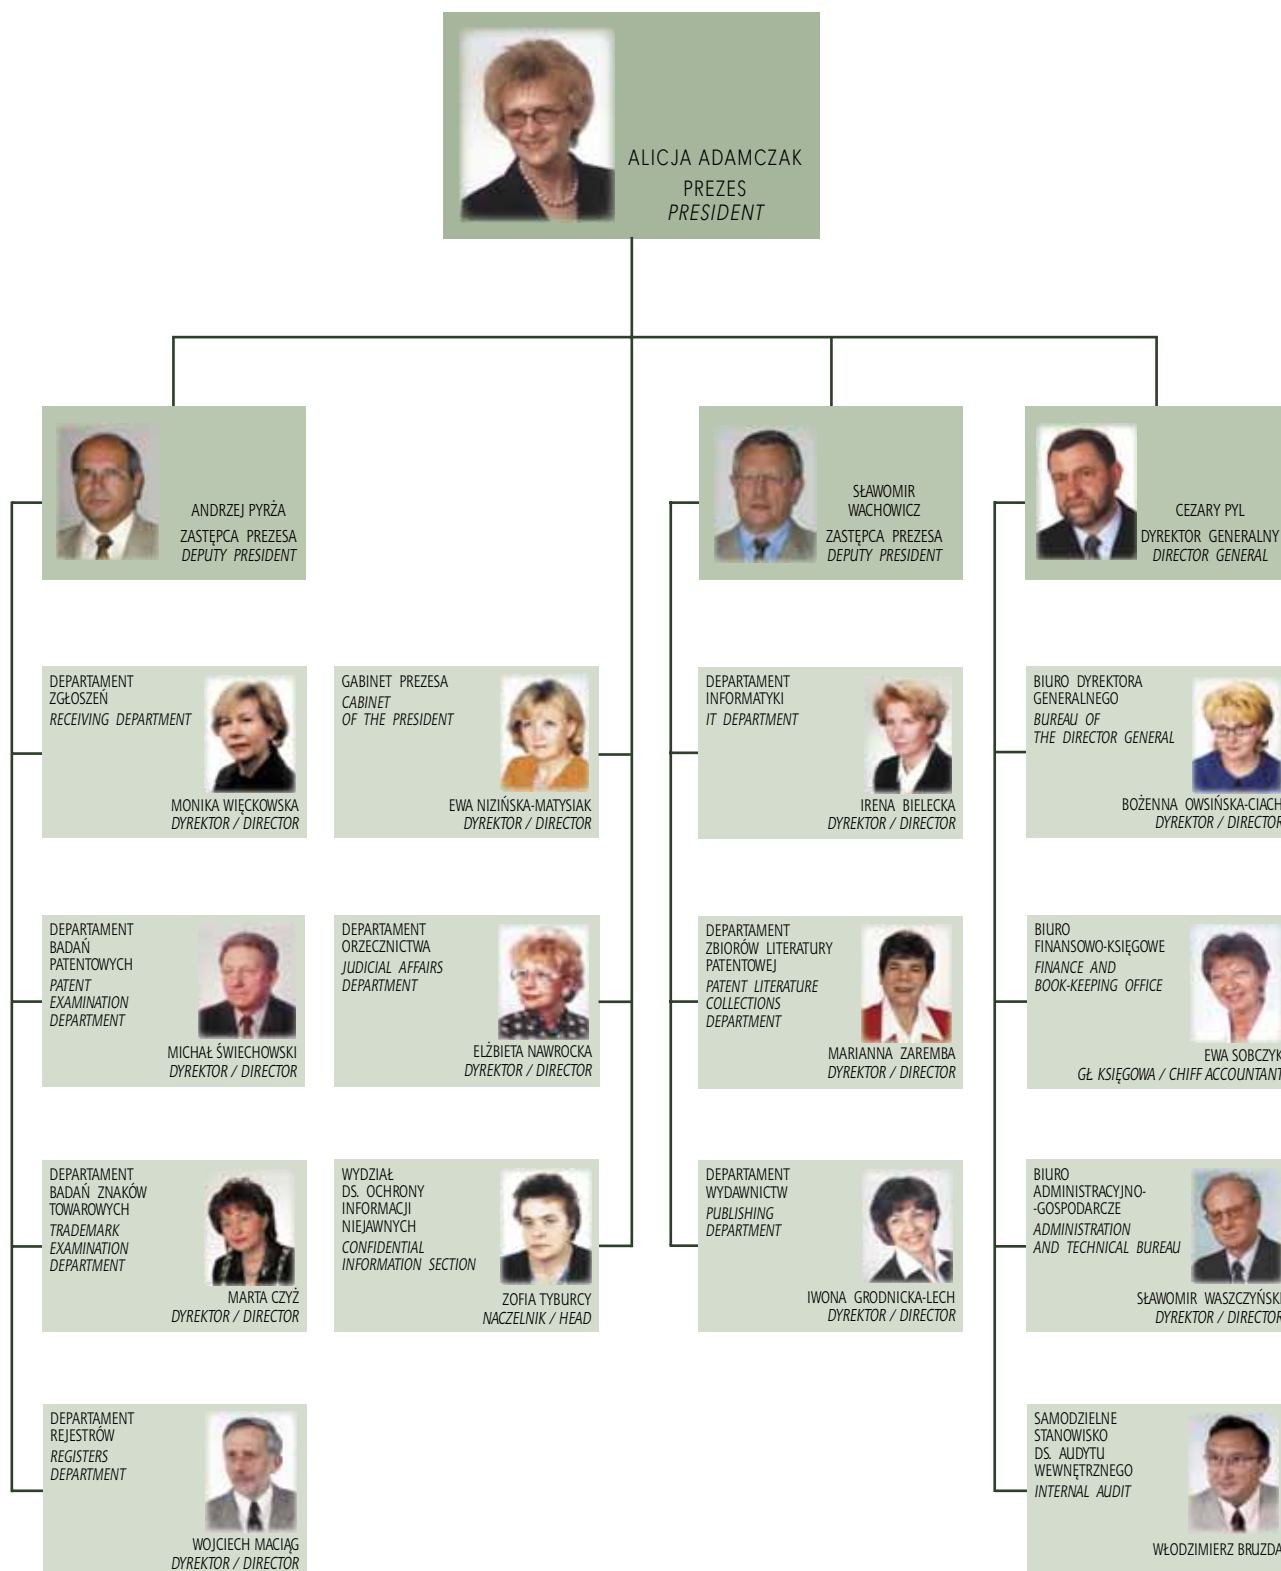 ALICJA ADAMCZAK
PREZES
PRESIDENT
ANDRZEJ PYRŻA
ZASTĘPCA PREZESA
DEPUTY PRESIDENT
SŁAWOMIR
WACHOWICZ
ZASTĘPCA PREZESA
DEPUTY PRESIDENT
CEZARY PYL
DYREKTOR GENERALNY
DIRECTOR GENERAL
DEPARTAMENT
ZGŁOSZEŃ
RECEIVING DEPARTMENT
MONIKA WIĘCKOWSKA
DYREKTOR / DIRECTOR
GABINET PREZESA
CABINET
OF THE PRESIDENT
EWA NIZIŃSKA-MATYSIAK
DYREKTOR / DIRECTOR
DEPARTAMENT
INFORMATYKI
IT DEPARTMENT
IRENA BIELECKA
DYREKTOR / DIRECTOR
BIURO DYREKTORA
GENERALNEGO
BUREAU OF
THE DIRECTOR GENERAL
BOŻENNA OWSIŃSKA-CIACH
DYREKTOR / DIRECTOR
DEPARTAMENT
BADAŃ
PATENTOWYCH
PATENT
EXAMINATION
DEPARTMENT
MICHAŁ ŚWIECHOWSKI
DYREKTOR / DIRECTOR
DEPARTAMENT
ORZECZNICTWA
JUDICIAL AFFAIRS
DEPARTMENT
ELŻBIETA NAWROCKA
DYREKTOR / DIRECTOR
DEPARTAMENT
ZBIORÓW LITERATURY
PATENTOWEJ
PATENT LITERATURE
COLLECTIONS
DEPARTMENT
MARIANNA ZAREMBA
DYREKTOR / DIRECTOR
BIURO
FINANSOWO-KSIĘGOWE
FINANCE AND
BOOK-KEEPING OFFICE
EWA SOBCZYK
GŁ. KSIĘGOWA / CHIFF ACCOUNTANT
DEPARTAMENT
BADAŃ ZNAKÓW
TOWAROWYCH
TRADEMARK
EXAMINATION
DEPARTMENT
MARTA CZYŻ
DYREKTOR / DIRECTOR
WYDZIAŁ
DS. OCHRONY
INFORMACJI
NIEJAWNYCH
CONFIDENTIAL
INFORMATION SECTION
ZOFIA TYBURCY
NACZELNIK / HEAD
DEPARTAMENT
WYDAWNICTW
PUBLISHING
DEPARTMENT
IWONA GRODNICKA-LECH
DYREKTOR / DIRECTOR
BIURO
ADMINISTRACYJNO-
-GOSPODARCZE
ADMINISTRATION
AND TECHNICAL BUREAU
SŁAWOMIR WASZCZYŃSKI
DYREKTOR / DIRECTOR
DEPARTAMENT
REJESTRÓW
REGISTERS
DEPARTMENT
WOJCIECH MACIĄG
DYREKTOR / DIRECTOR
SAMODZIELNE
STANOWISKO
DS. AUDYTU
WEWNĘTRZNEGO
INTERNAL AUDIT
WŁODZIMIERZ BRUZDA